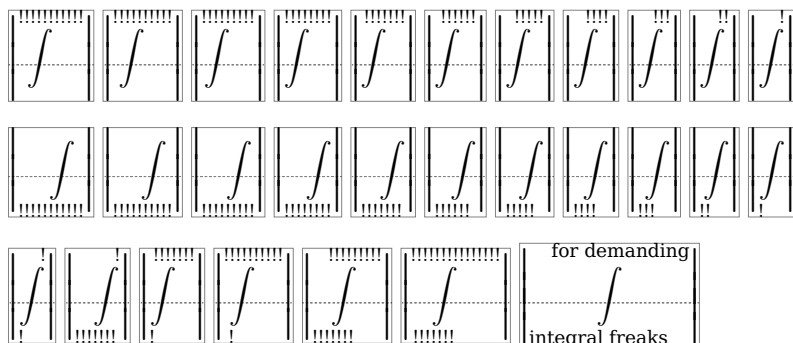 !!!!!!!!!!! !!!!!!!!!! !!!!!!!!! !!!!!!!! !!!!!!! !!!!!! !!!!! !!!! !!! !! !
∫ ∫ ∫ ∫ ∫ ∫ ∫ ∫ ∫ ∫ ∫
∫ ∫ ∫ ∫ ∫ ∫ ∫ ∫ ∫ ∫ ∫
!!!!!!!!!!! !!!!!!!!!! !!!!!!!!! !!!!!!!! !!!!!!! !!!!!! !!!!! !!!! !!! !! !
! ! !!!!!!! !!!!!!!!!! !!!!!!!!! !!!!!!!!!!!!!!! for demanding
∫ ∫ ∫ ∫ ∫ ∫ ∫
! !!!!!!! ! ! !!!!!!! !!!!!!! integral freaks